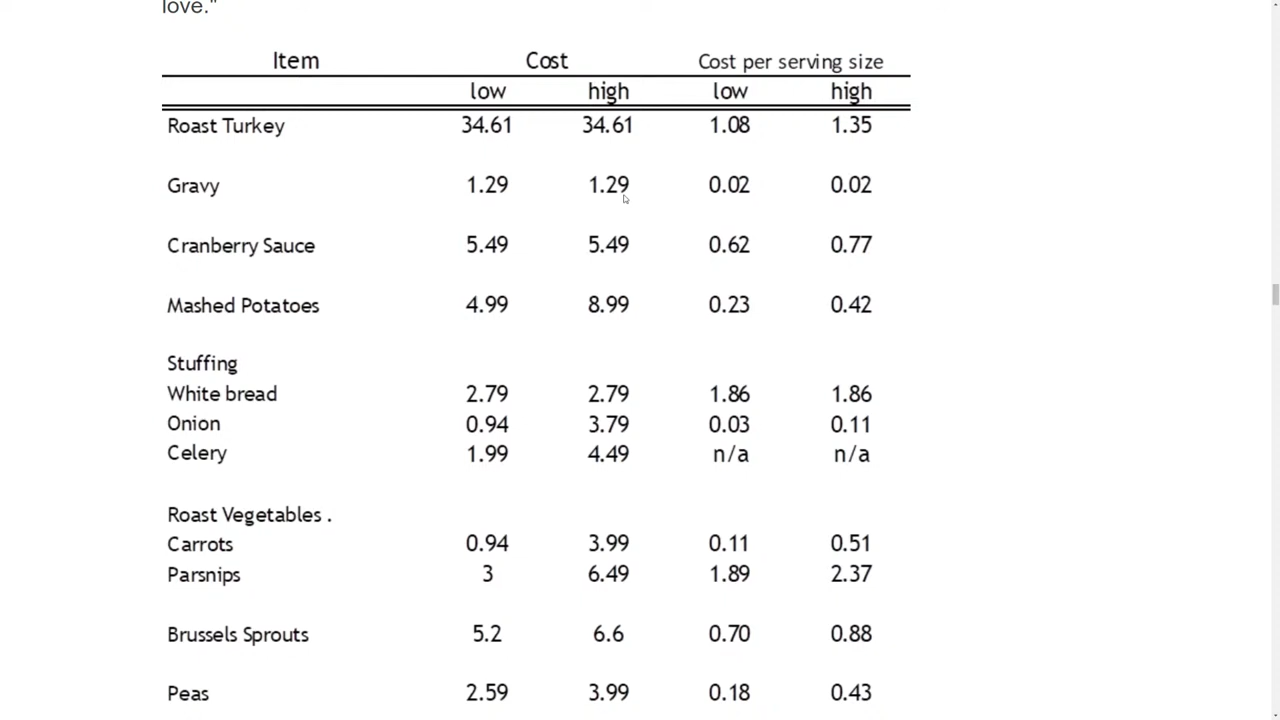 love."
Item Cost Cost per serving size
low high low high
Roast Turkey 34.61 34.61 1.08 1.35
Gravy 1.29 1.29 0.02 0.02
Cranberry Sauce 5.49 5.49 0.62 0.77
Mashed Potatoes 4.99 8.99 0.23 0.42
Stuffing
White bread 2.79 2.79 1.86 1.86
Onion 0.94 3.79 0.03 0.11
Celery 1.99 4.49 n/a n/a
Roast Vegetables .
Carrots 0.94 3.99 0.11 0.51
Parsnips 3 6.49 1.89 2.37
Brussels Sprouts 5.2 6.6 0.70 0.88
Peas 2.59 3.99 0.18 0.43